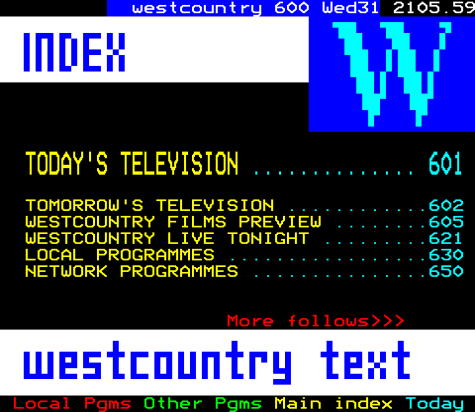 westcountry 600 Wed31 2105.59
INDEX
W
TODAY'S TELEVISION ............... 601
TOMORROW'S TELEVISION .............602
WESTCOUNTRY FILMS PREVIEW .........605
WESTCOUNTRY LIVE TONIGHT ..........621
LOCAL PROGRAMMES ..................630
NETWORK PROGRAMMES ................650
More follows>>>
westcountry text
Local Pgms Other Pgms Main index Today